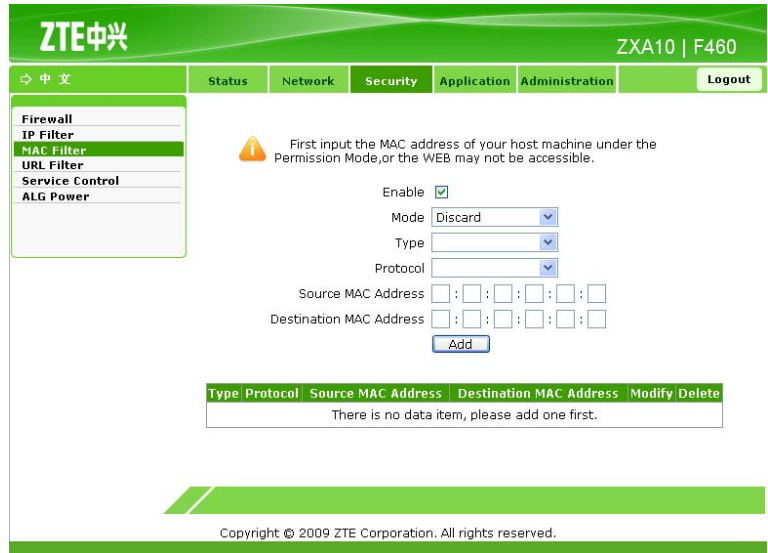 ZTE中兴
ZXA10 | F460
中文
Status Network Security Application Administration Logout
Firewall
IP Filter
MAC Filter
URL Filter
Service Control
ALG Power
First input the MAC address of your host machine under the
Permission Mode,or the WEB may not be accessible.
Enable
Mode Discard
Type
Protocol
Source MAC Address : : : : :
Destination MAC Address : : : : :
Add
Type Protocol Source MAC Address Destination MAC Address Modify Delete
There is no data item, please add one first.
Copyright © 2009 ZTE Corporation. All rights reserved.